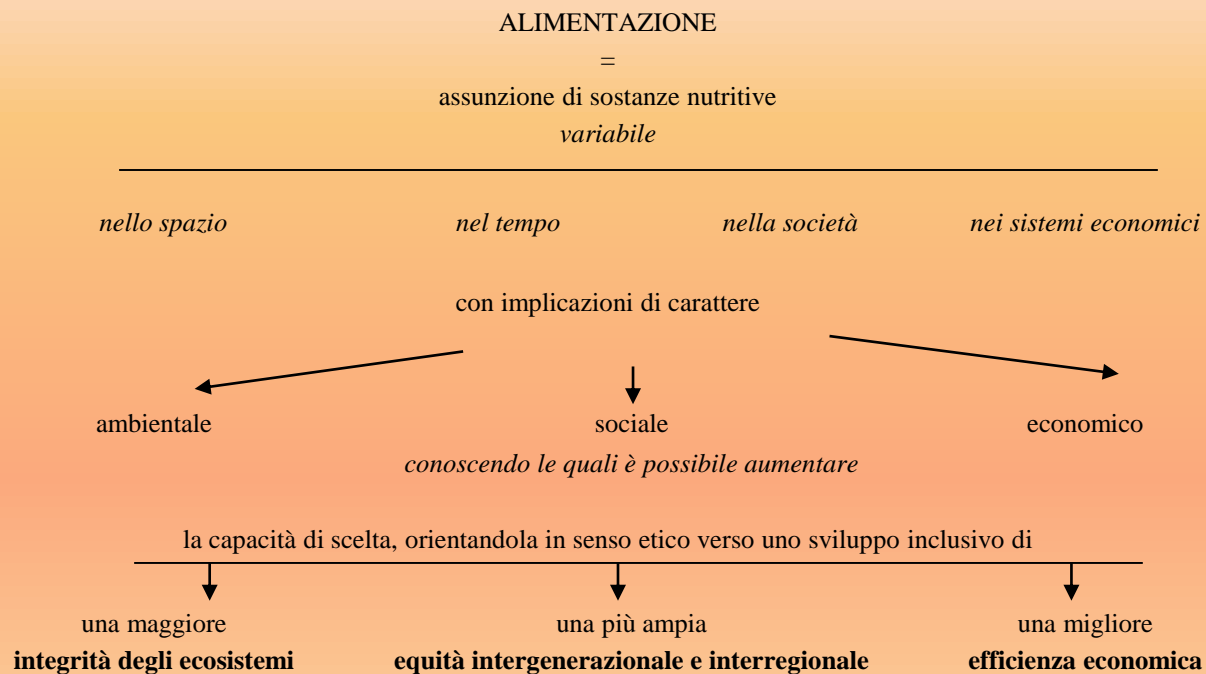 ALIMENTAZIONE
=
assunzione di sostanze nutritive
variabile
nello spazio nel tempo nella società nei sistemi economici
con implicazioni di carattere
ambientale sociale economico
conoscendo le quali è possibile aumentare
la capacità di scelta, orientandola in senso etico verso uno sviluppo inclusivo di
una maggiore una più ampia una migliore
integrità degli ecosistemi equità intergenerazionale e interregionale efficienza economica